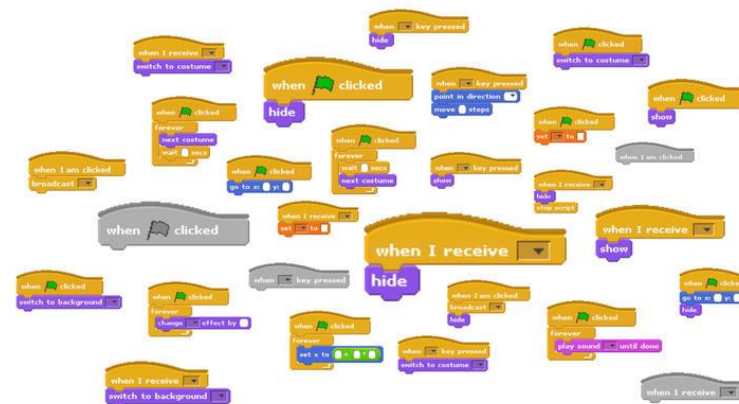 when key pressed
hide
when I receive
switch to costume
when clicked
switch to costume
when clicked
hide
when key pressed
point in direction
move steps
when clicked
show
when clicked
forever
next costume
wait secs
when clicked
set to
when clicked
forever
wait secs
next costume
when I am clicked
when I am clicked
broadcast
when clicked
go to x: y:
when key pressed
show
when I receive
hide
stop script
when clicked
when I receive
set to
when I receive
hide
when I receive
show
when clicked
switch to background
when key pressed
when clicked
forever
change effect by
when I am clicked
broadcast
hide
when clicked
go to x: y:
hide
when clicked
forever
set x to + *
when key pressed
switch to costume
when clicked
forever
play sound until done
when I receive
switch to background
when I receive